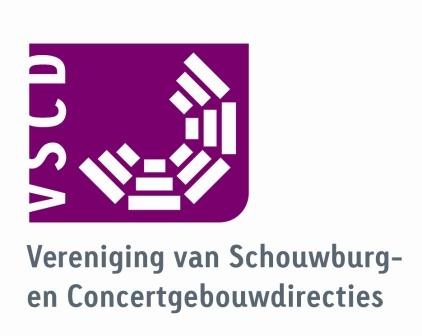 VSCD
Vereniging van Schouwburg-
en Concertgebouwdirecties